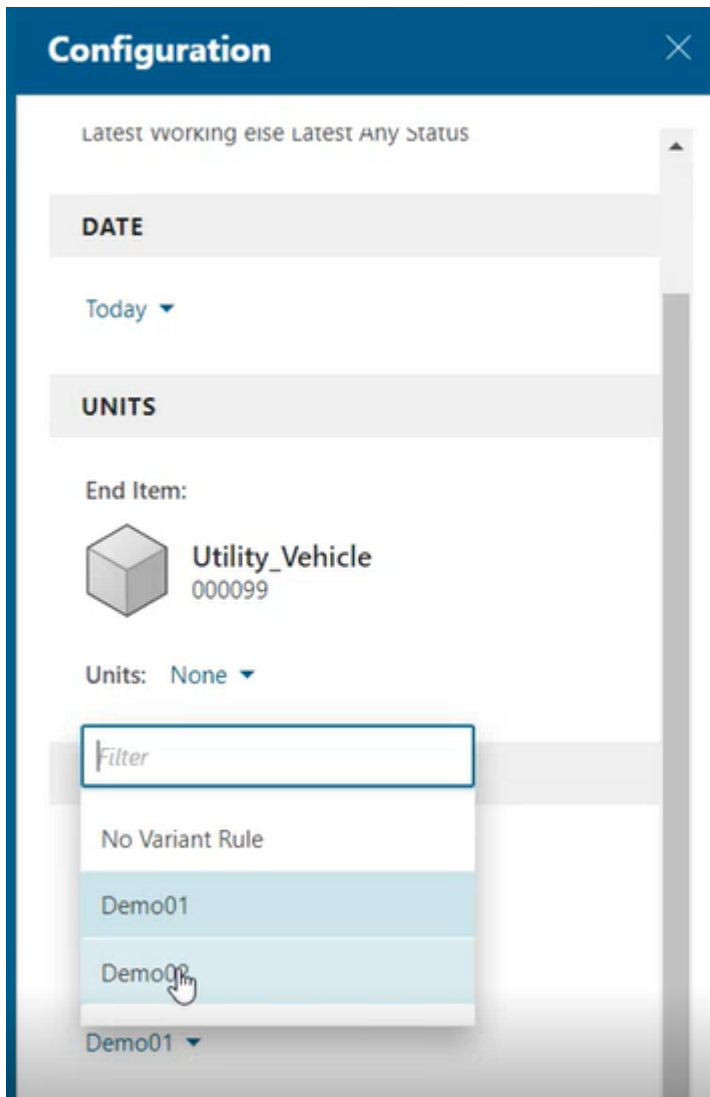 Configuration
Latest Working else Latest Any Status
DATE
Today
UNITS
End Item:
Utility_Vehicle
000099
Units: None
Filter
No Variant Rule
Demo01
Demo01